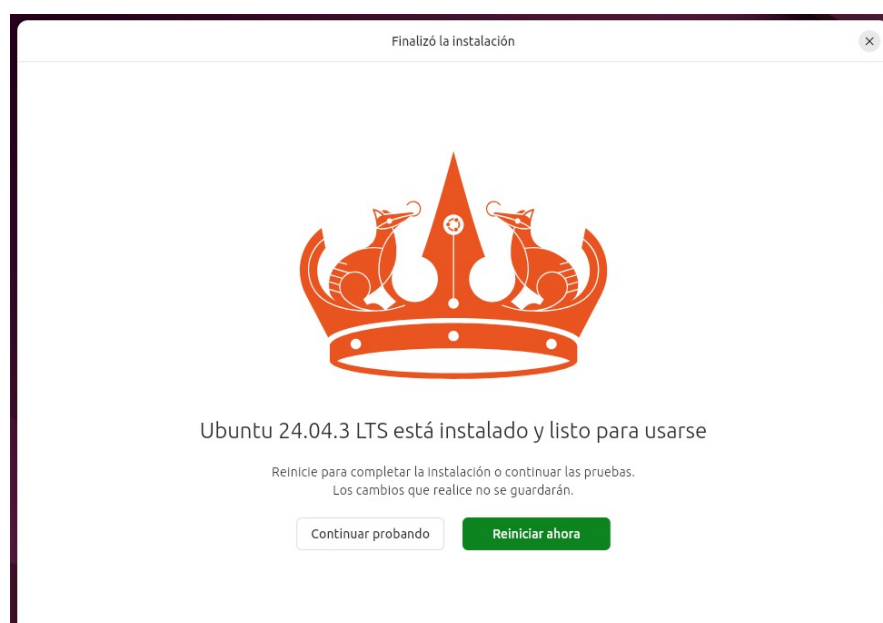 Finalizó la instalación
Ubuntu 24.04.3 LTS está instalado y listo para usarse
Reinicie para completar la instalación o continuar las pruebas.
Los cambios que realice no se guardarán.
Continuar probando
Reiniciar ahora